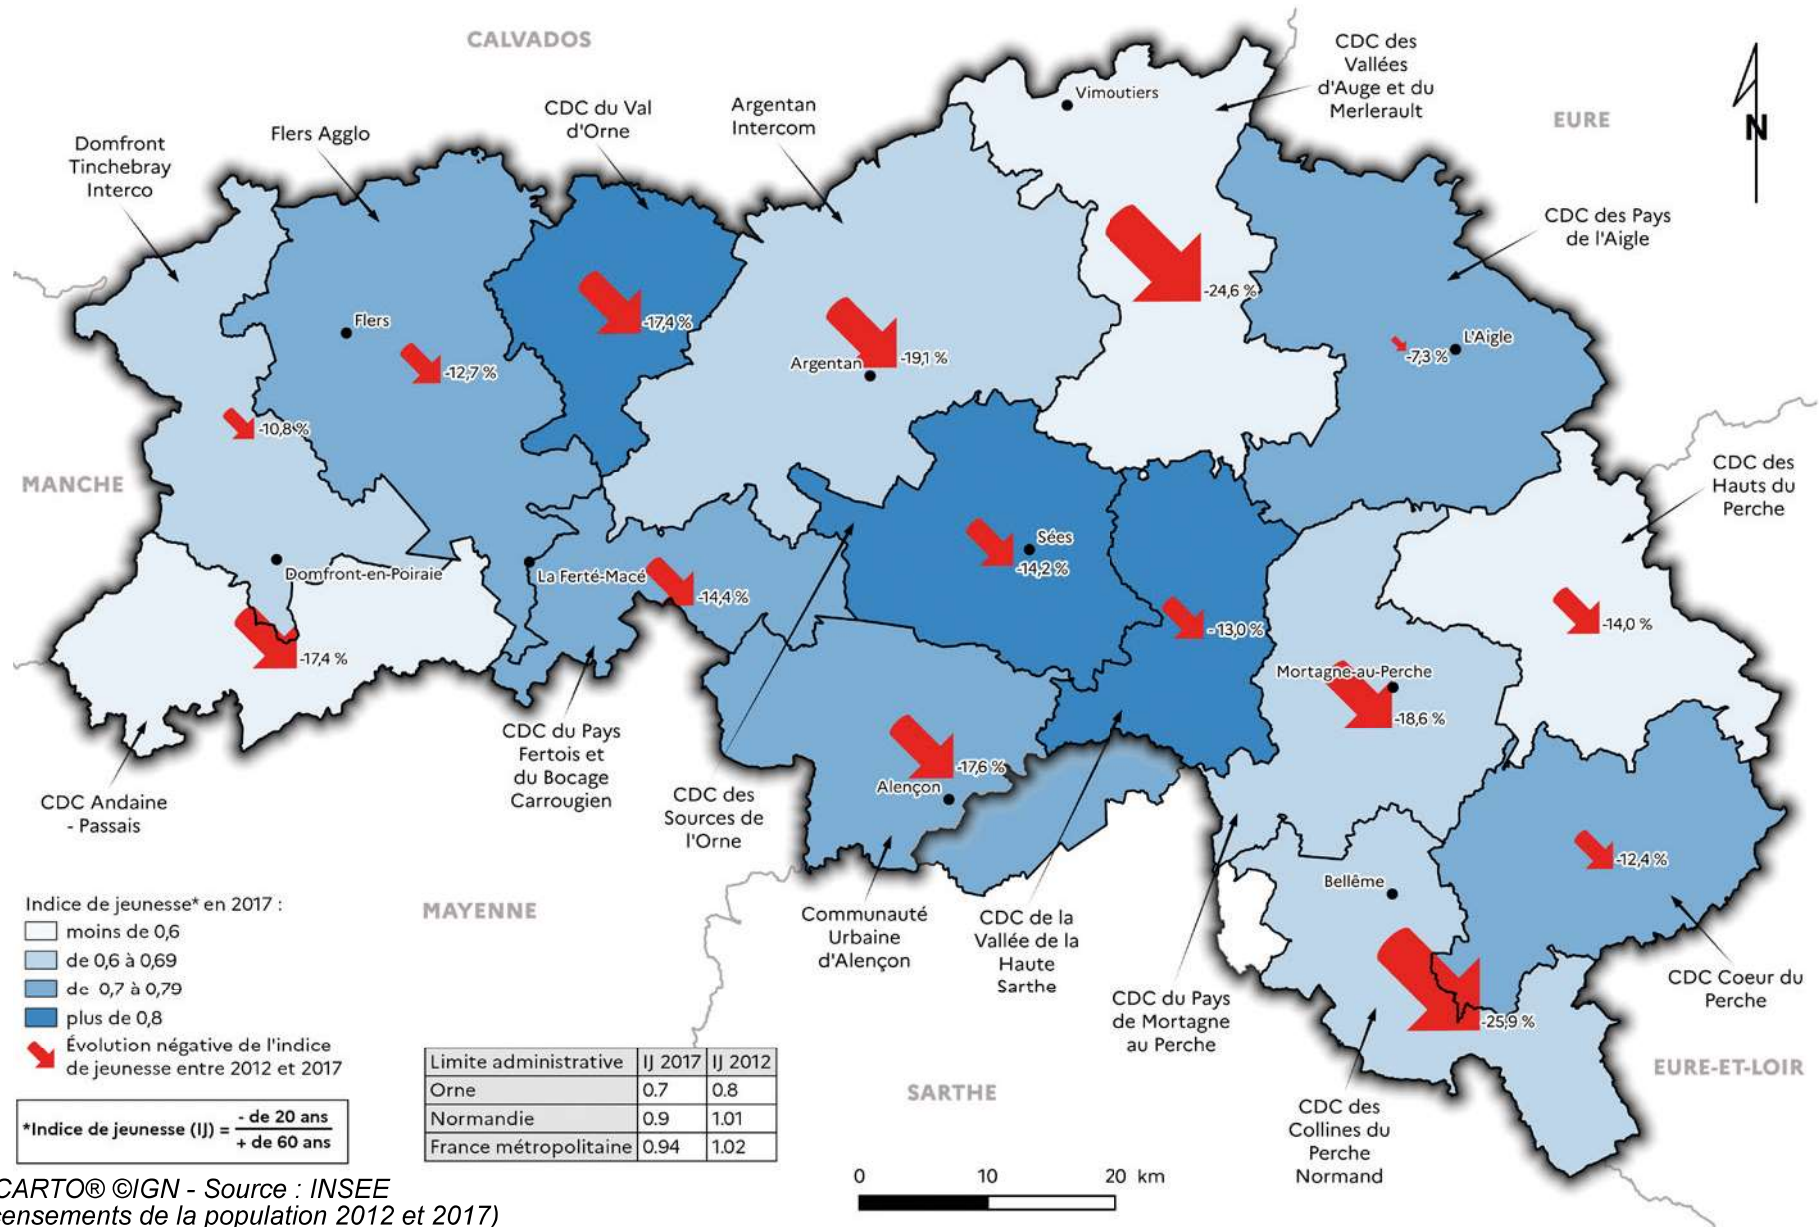 CALVADOS
CDC des
Vallées
d'Auge et du
Merlerault
EURE
N
Vimoutiers
CDC du Val
d'Orne
Argentan
Intercom
Flers Agglo
Domfront
Tinchebray
Interco
CDC des Pays
de l'Aigle
-24,6 %
-17,4 %
Flers
-12,7 %
-19,1 %
Argentan
L'Aigle
-7,3 %
-10,8 %
MANCHE
CDC des
Hauts du
Perche
Sées
-14,2 %
Domfront-en-Poiraie
La Ferté-Macé
-14,4 %
-13,0 %
-14,0 %
-17,4 %
Mortagne-au-Perche
-18,6 %
CDC du Pays
Fertois et
du Bocage
Carrougien
-17,6 %
Alençon
CDC Andaine
- Passais
CDC des
Sources de
l'Orne
-12,4 %
Bellême
Indice de jeunesse* en 2017 :
moins de 0,6
de 0,6 à 0,69
de 0,7 à 0,79
plus de 0,8
Évolution négative de l'indice
de jeunesse entre 2012 et 2017
MAYENNE
Communauté
Urbaine
d'Alençon
CDC de la
Vallée de la
Haute
Sarthe
CDC du Pays
de Mortagne
au Perche
CDC Coeur du
Perche
-25,9 %
EURE-ET-LOIR
SARTHE
CDC des
Collines du
Perche
Normand
*Indice de jeunesse (IJ) = - de 20 ans
+ de 60 ans
Limite administrative IJ 2017 IJ 2012
Orne 0.7 0.8
Normandie 0.9 1.01
France métropolitaine 0.94 1.02
0 10 20 km
CARTO® ©IGN - Source : INSEE
censements de la population 2012 et 2017)